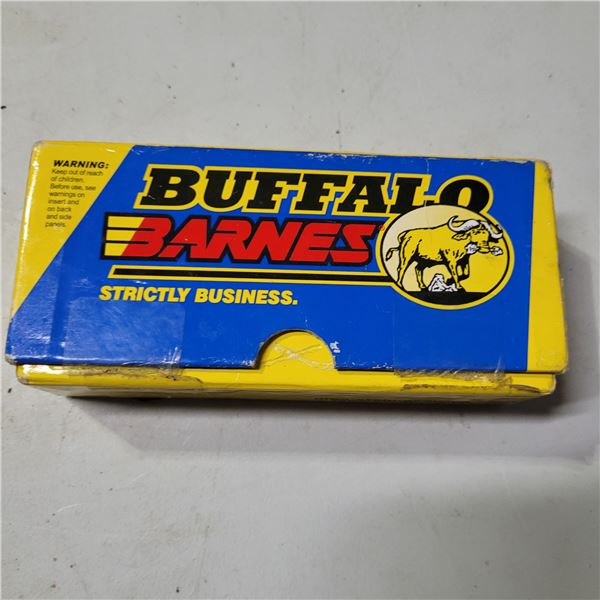 WARNING:
Keep out of reach
of children.
Before use, see
warnings on
insert and
on back
and side
panels.
BUFFALO
BARNES
STRICTLY BUSINESS.